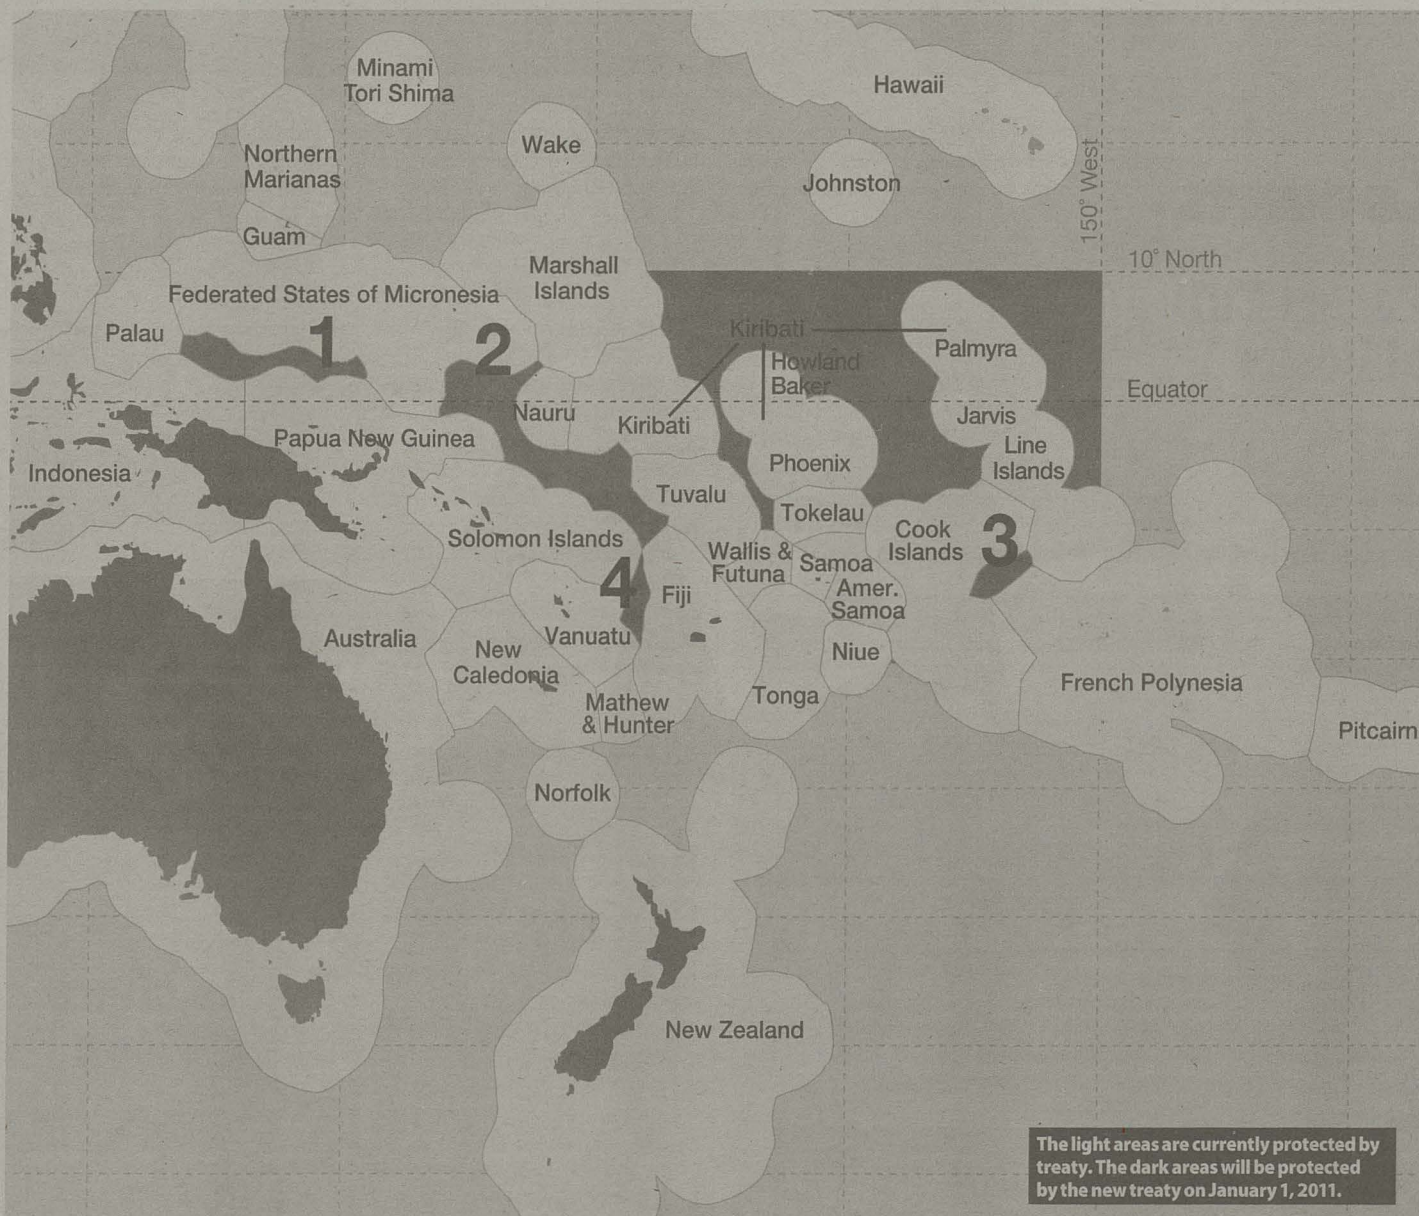 Minami
Tori Shima
Hawaii
Wake
Northern
Marianas
Johnston
150° West
Guam
10° North
Marshall
Islands
Federated States of Micronesia
Palau
1
2
Kiribati
Palmyra
Howland
Baker
Equator
Nauru
Kiribati
Jarvis
Papua New Guinea
Line
Islands
Indonesia
Phoenix
Tuvalu
Tokelau
Solomon Islands
Cook
Islands
3
Wallis &
Futuna
Samoa
4
Fiji
Amer.
Samoa
Australia
Vanuatu
New
Caledonia
Niue
French Polynesia
Mathew
& Hunter
Tonga
Pitcairn
Norfolk
New Zealand
The light areas are currently protected by
treaty. The dark areas will be protected
by the new treaty on January 1, 2011.